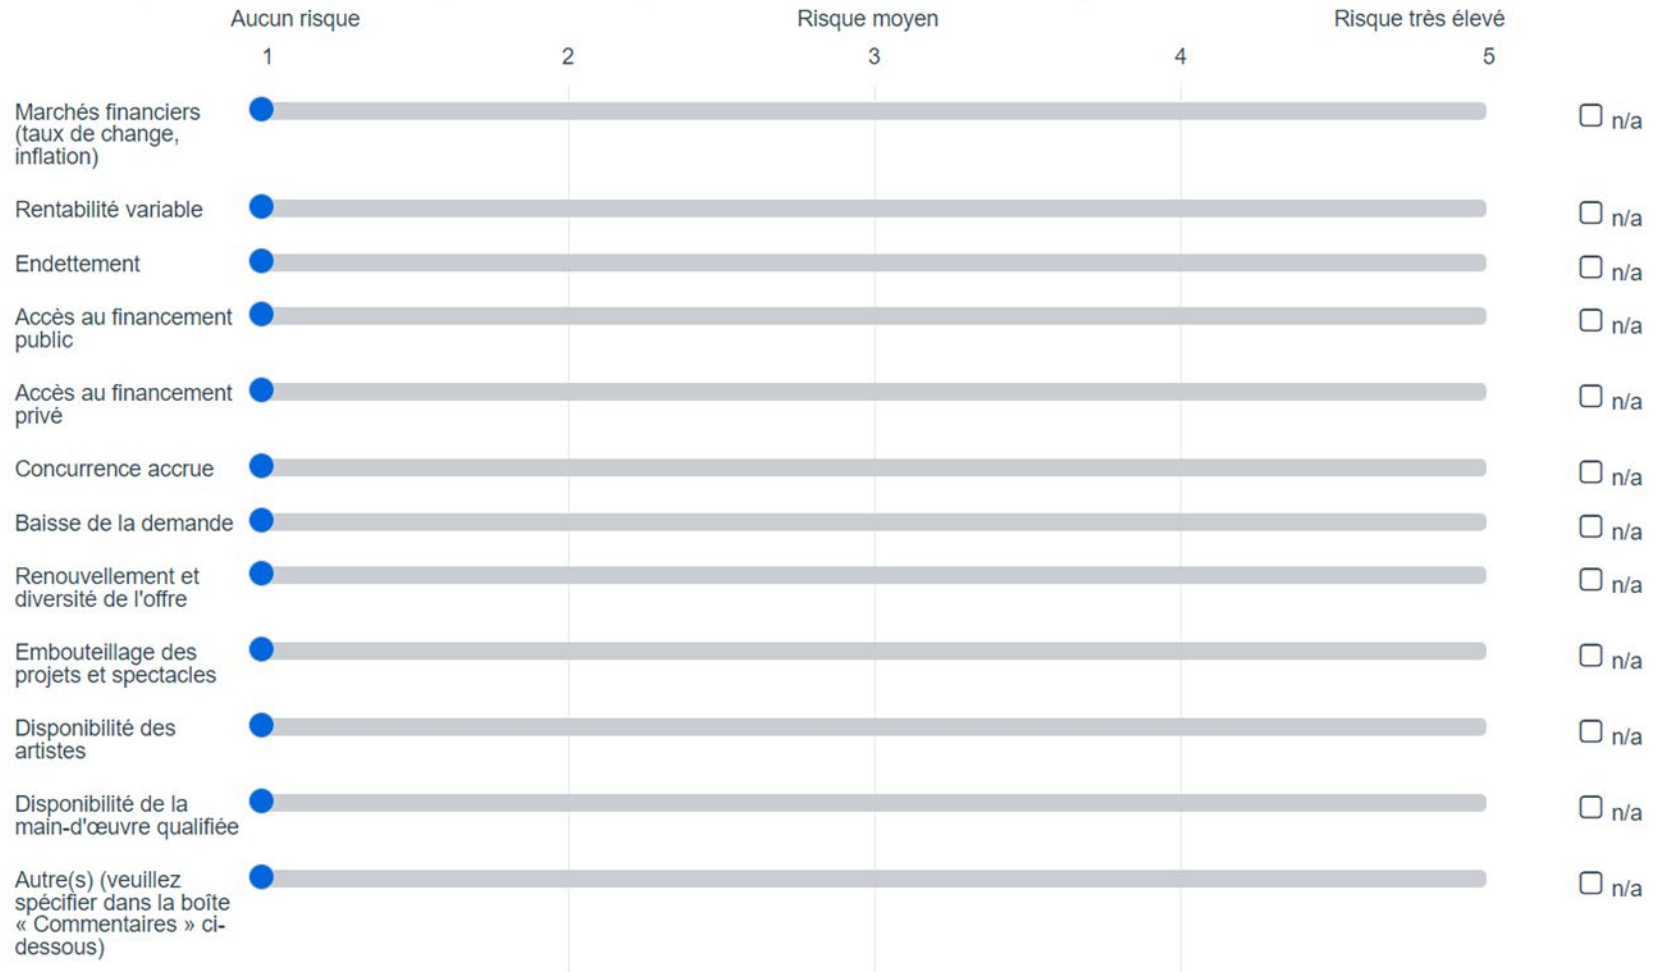 Aucun risque Risque moyen Risque très élevé
1 2 3 4 5
Marchés financiers
(taux de change,
inflation)
n/a
Rentabilité variable
n/a
Endettement
n/a
Accès au financement
public
n/a
Accès au financement
privé
n/a
Concurrence accrue
n/a
Baisse de la demande
n/a
Renouvellement et
diversité de l'offre
n/a
Embouteillage des
projets et spectacles
n/a
Disponibilité des
artistes
n/a
Disponibilité de la
main-d'œuvre qualifiée
n/a
Autre(s) (veuillez
spécifier dans la boîte
« Commentaires » ci-
dessous)
n/a